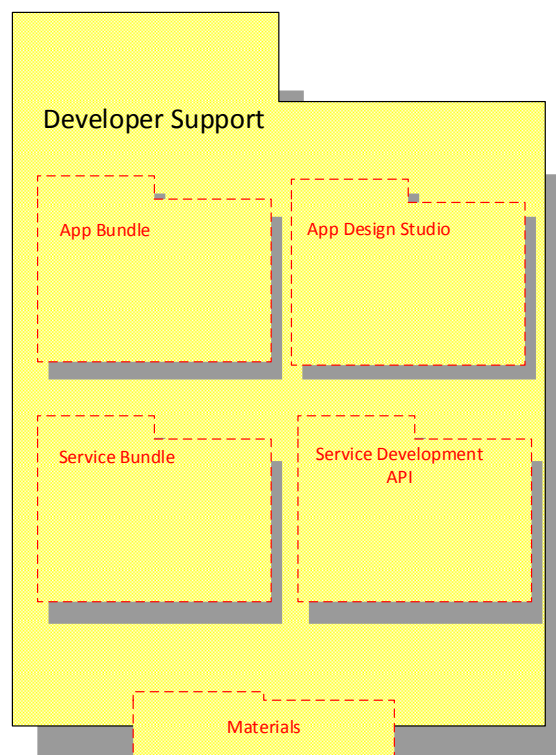 Developer Support
App Bundle
App Design Studio
Service Bundle
Service Development
API
Materials